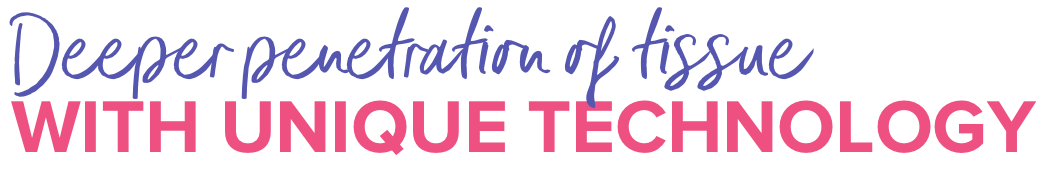 Deeper penetration of tissue
WITH UNIQUE TECHNOLOGY